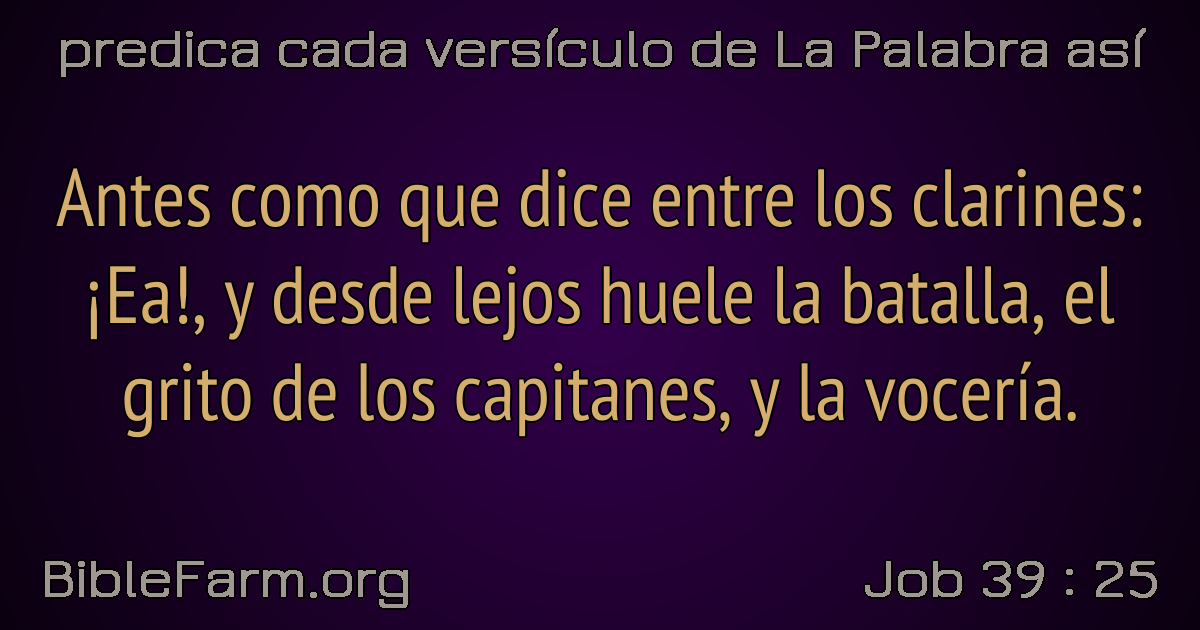 predica cada versículo de La Palabra así
Antes como que dice entre los clarines:
¡Ea!, y desde lejos huele la batalla, el
grito de los capitanes, y la vocería.
BibleFarm.org
Job 39 : 25